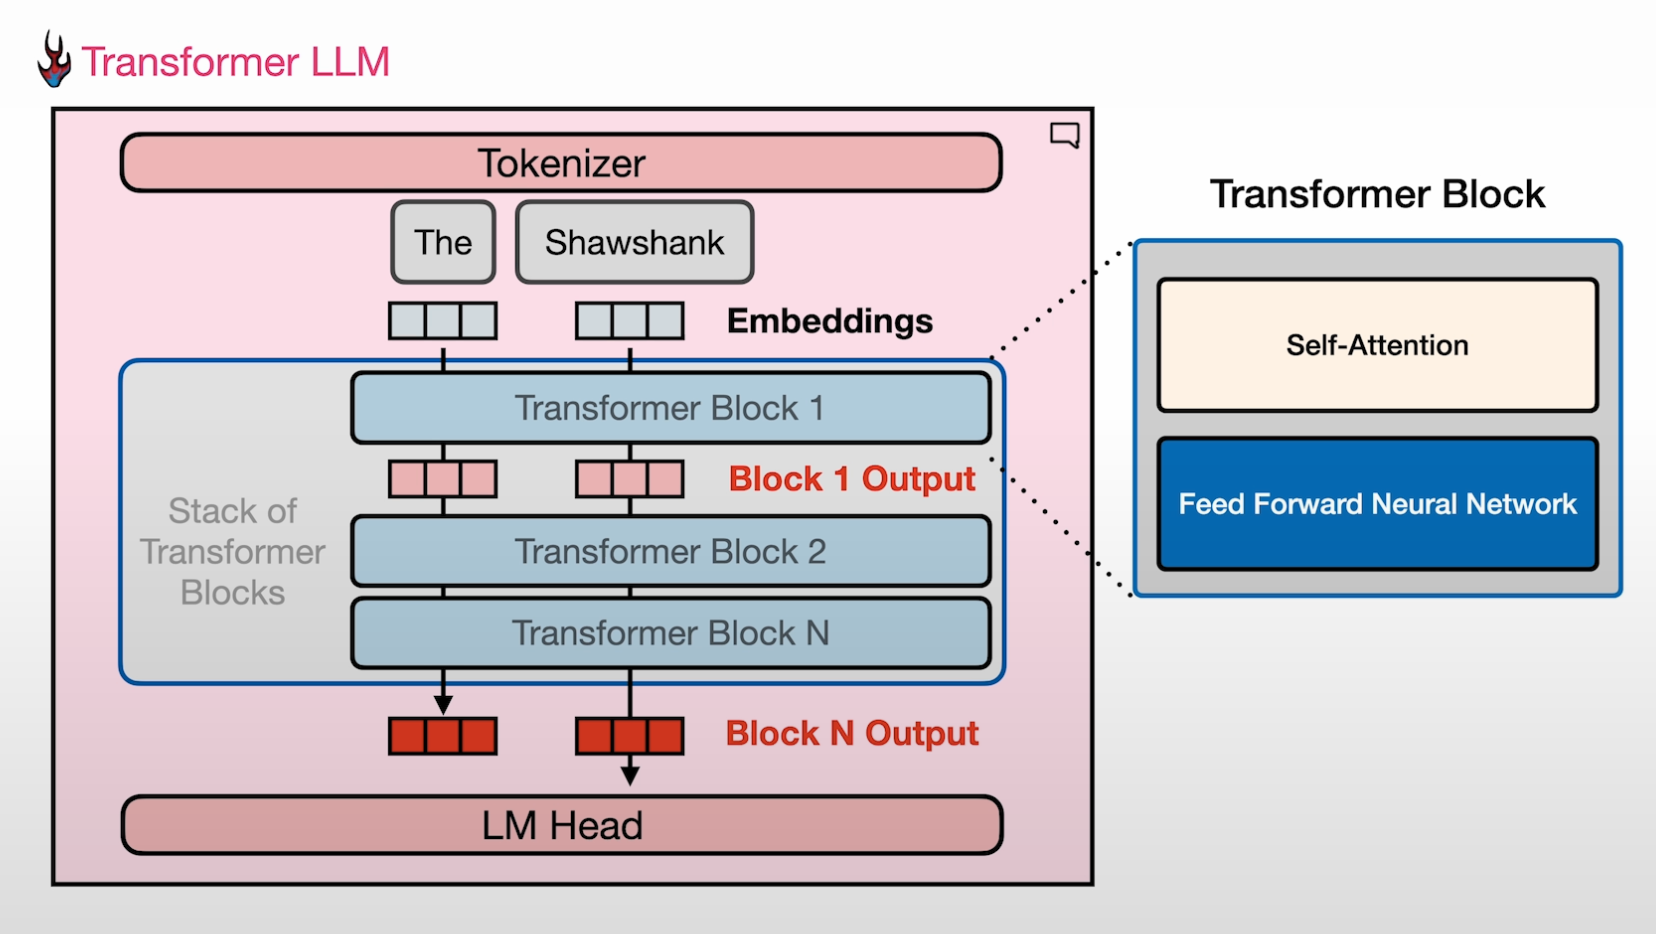 Transformer LLM
Tokenizer
The
Shawshank
Embeddings
Transformer Block 1
Block 1 Output
Stack of
Transformer
Blocks
Transformer Block 2
Transformer Block N
Block N Output
LM Head
Transformer Block
Self-Attention
Feed Forward Neural Network